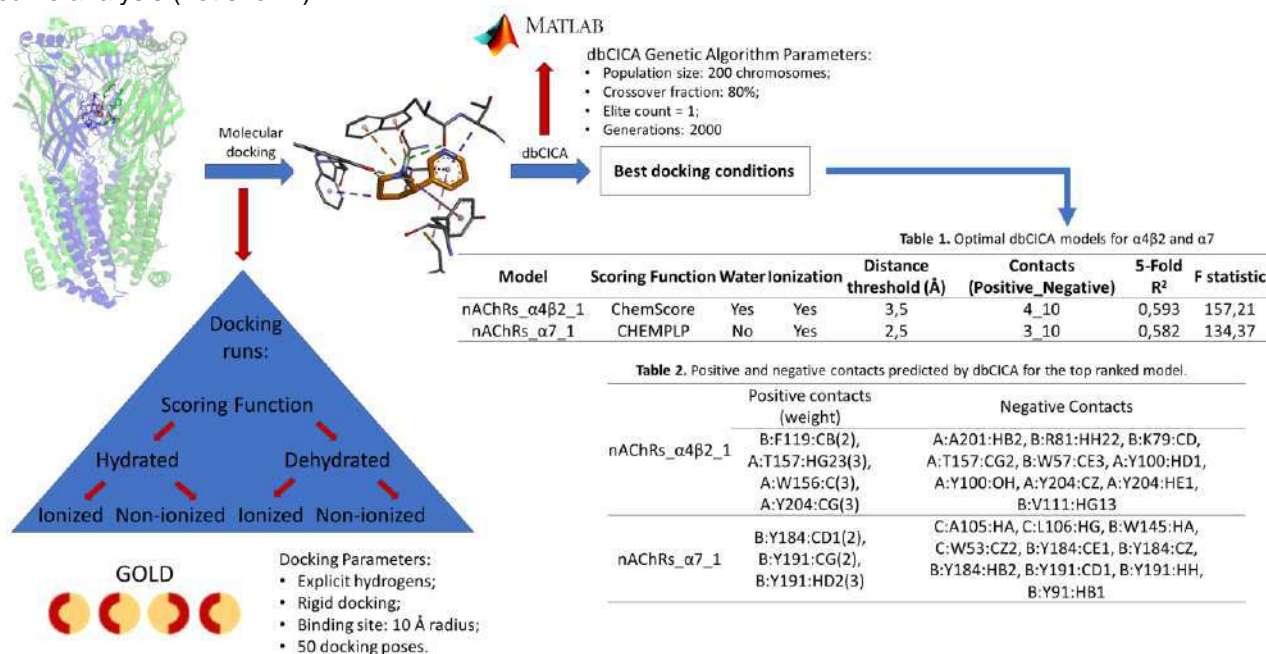 MATLAB
dbCICA Genetic Algorithm Parameters:
• Population size: 200 chromosomes;
• Crossover fraction: 80%;
• Elite count = 1;
• Generations: 2000
Molecular
docking
dbCICA
Best docking conditions
Table 1. Optimal dbCICA models for α4β2 and α7
Model Scoring Function Water Ionization Distance threshold (Å) Contacts (Positive_Negative) 5-Fold R² F statistic
nAChRs_α4β2_1 ChemScore Yes Yes 3,5 4_10 0,593 157,21
nAChRs_α7_1 CHEMPLP No Yes 2,5 3_10 0,582 134,37
Table 2. Positive and negative contacts predicted by dbCICA for the top ranked model.
Positive contacts
(weight)
Negative Contacts
nAChRs_α4β2_1
B:F119:CB(2),
A:T157:HG23(3),
A:W156:C(3),
A:Y204:CG(3)
A:A201:HB2, B:R81:HH22, B:K79:CD,
A:T157:CG2, B:W57:CE3, A:Y100:HD1,
A:Y100:OH, A:Y204:CZ, A:Y204:HE1,
B:V111:HG13
nAChRs_α7_1
B:Y184:CD1(2),
B:Y191:CG(2),
B:Y191:HD2(3)
C:A105:HA, C:L106:HG, B:W145:HA,
C:W53:CZ2, B:Y184:CE1, B:Y184:CZ,
B:Y184:HB2, B:Y191:CD1, B:Y191:HH,
B:Y91:HB1
Docking
runs:
Scoring Function
Hydrated Dehydrated
Ionized Non-ionized Ionized Non-ionized
GOLD
Docking Parameters:
• Explicit hydrogens;
• Rigid docking;
• Binding site: 10 Å radius;
• 50 docking poses.